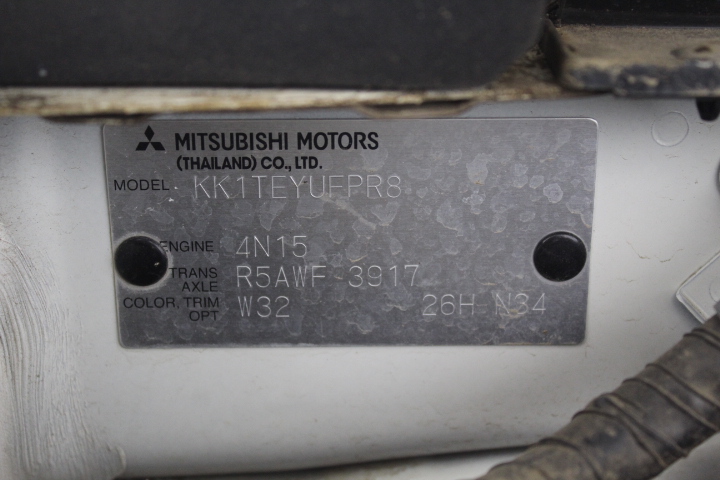 MITSUBISHI MOTORS
(THAILAND) CO., LTD.
MODEL KK1TEYUFPR8
ENGINE 4N15
TRANS AXLE R5AWF 3917
COLOR, TRIM OPT W32 26H N34